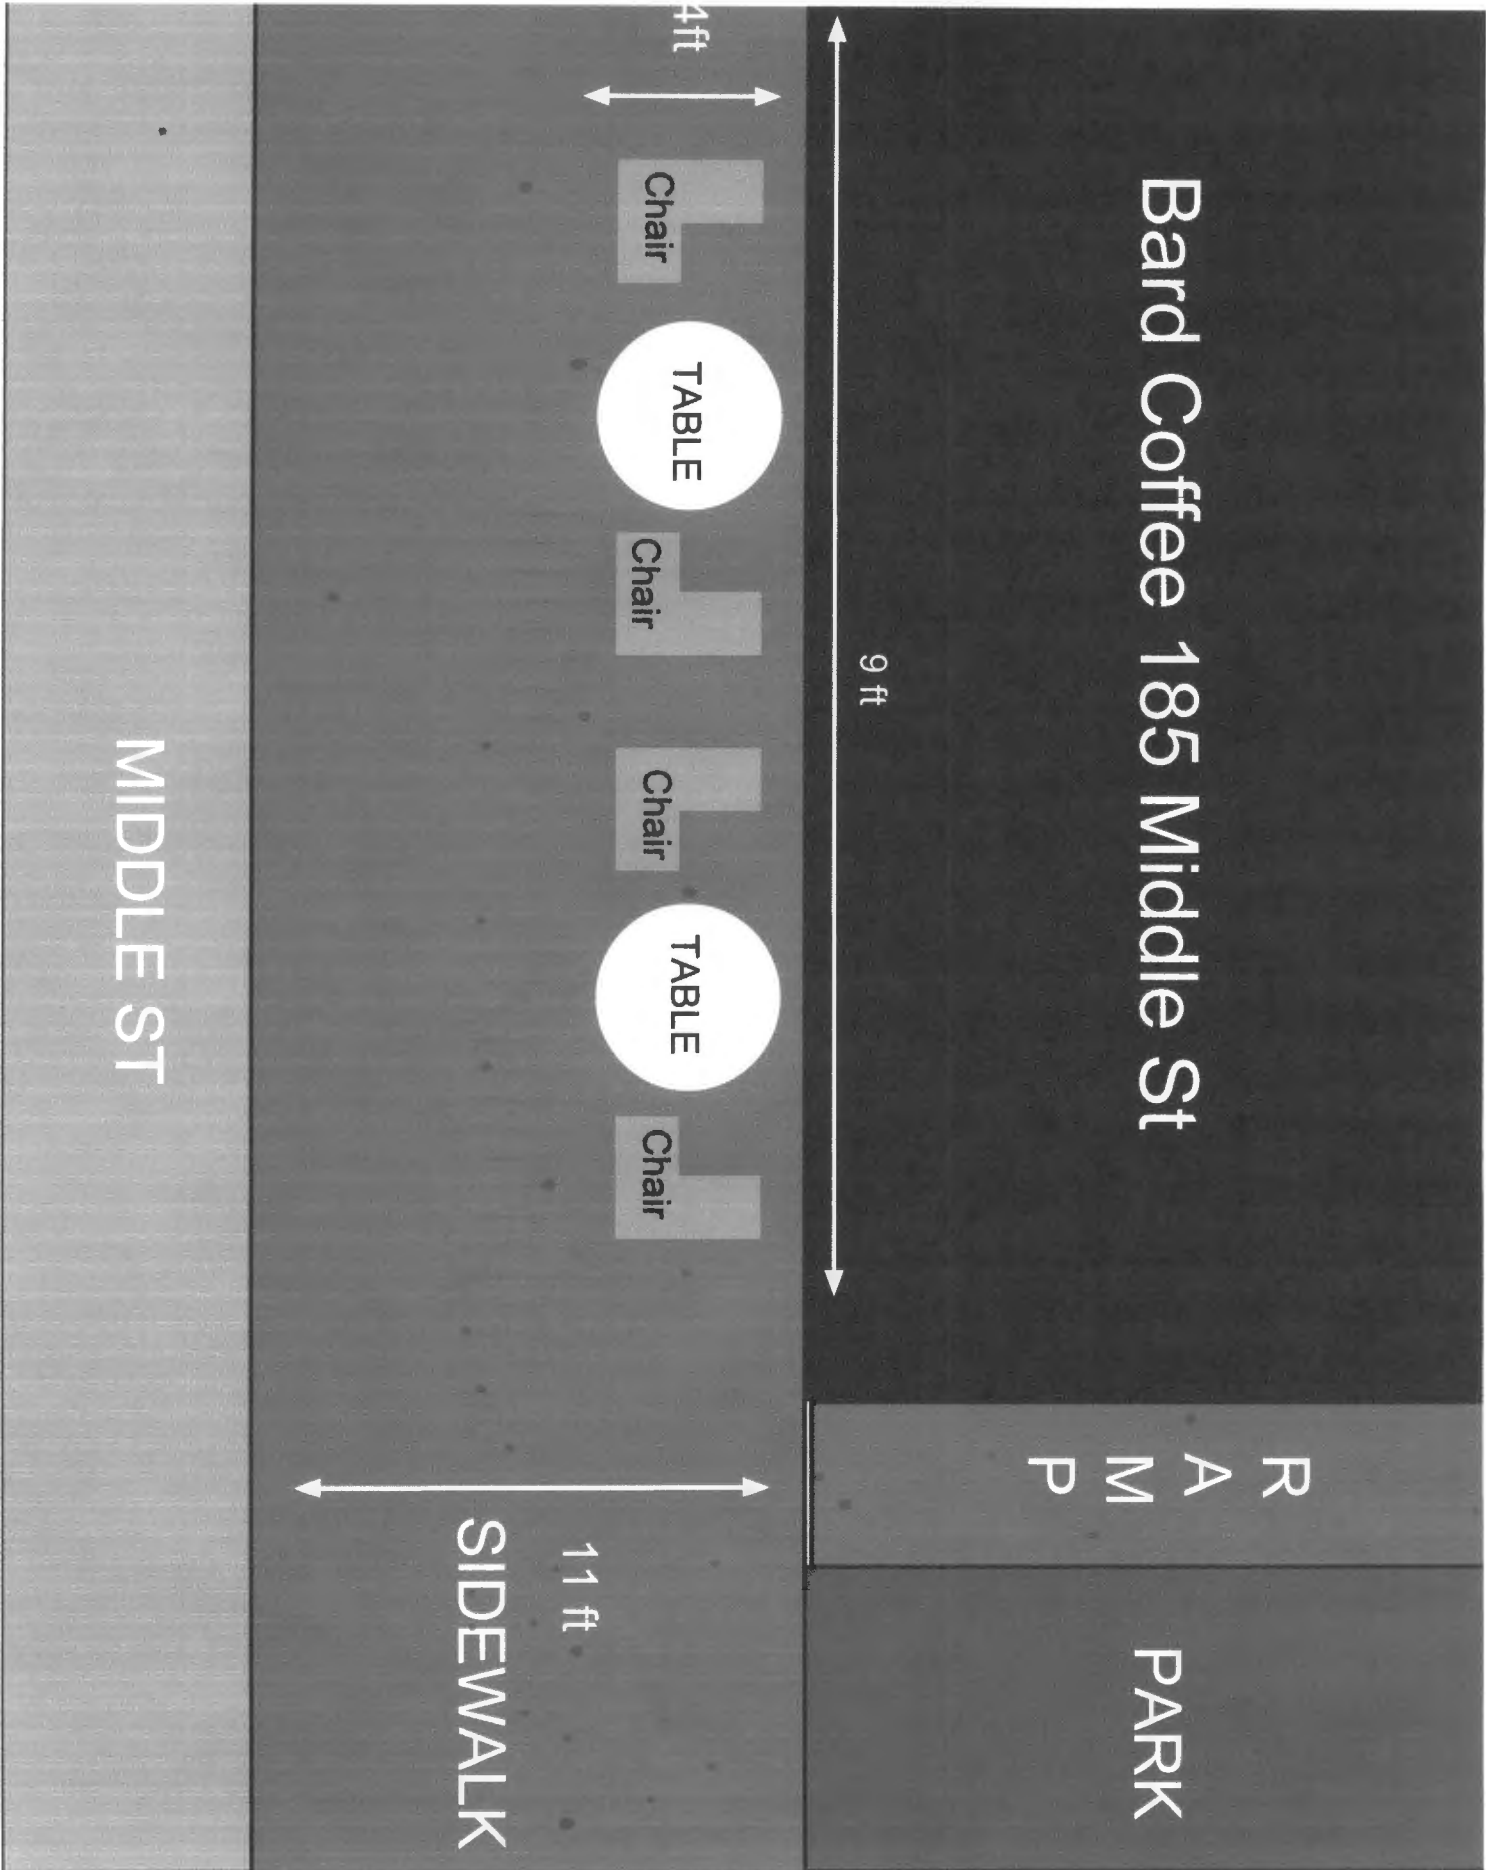 Bard Coffee 185 Middle St
R
A
M
P
PARK
9 ft
4ft
Chair
TABLE
Chair
Chair
TABLE
Chair
11 ft
SIDEWALK
MIDDLE ST